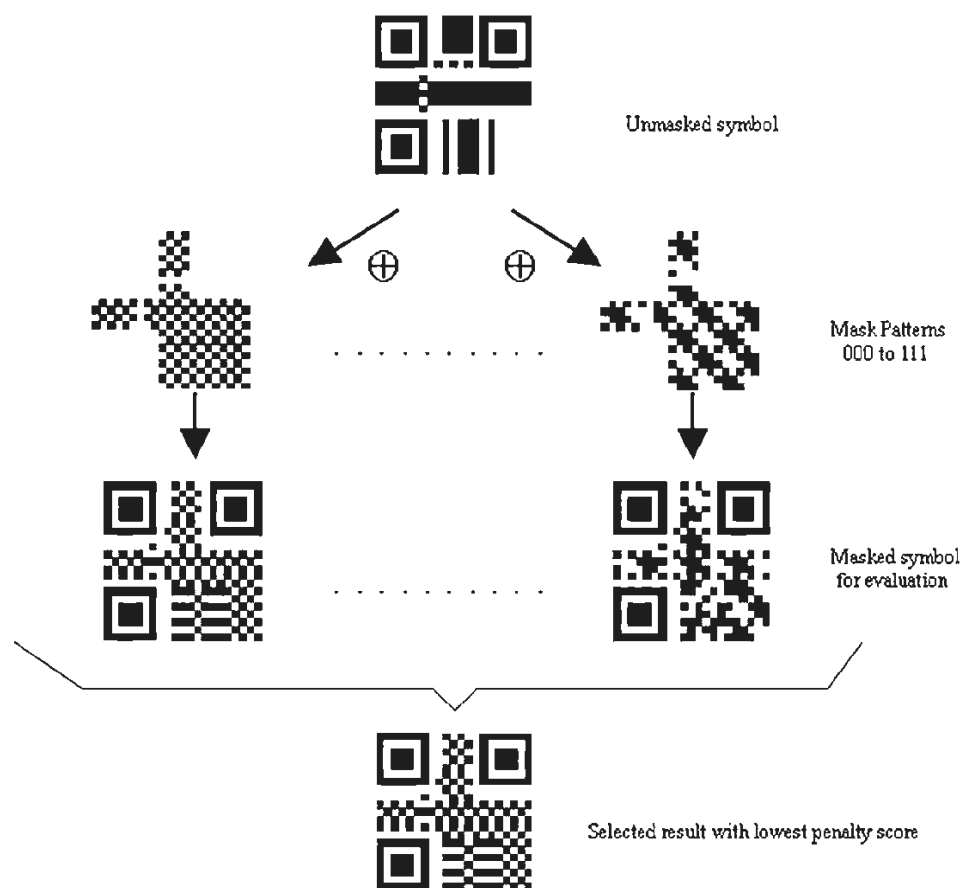 Unmasked symbol
Mask Patterns
000 to 111
Masked symbol
for evaluation
Selected result with lowest penalty score